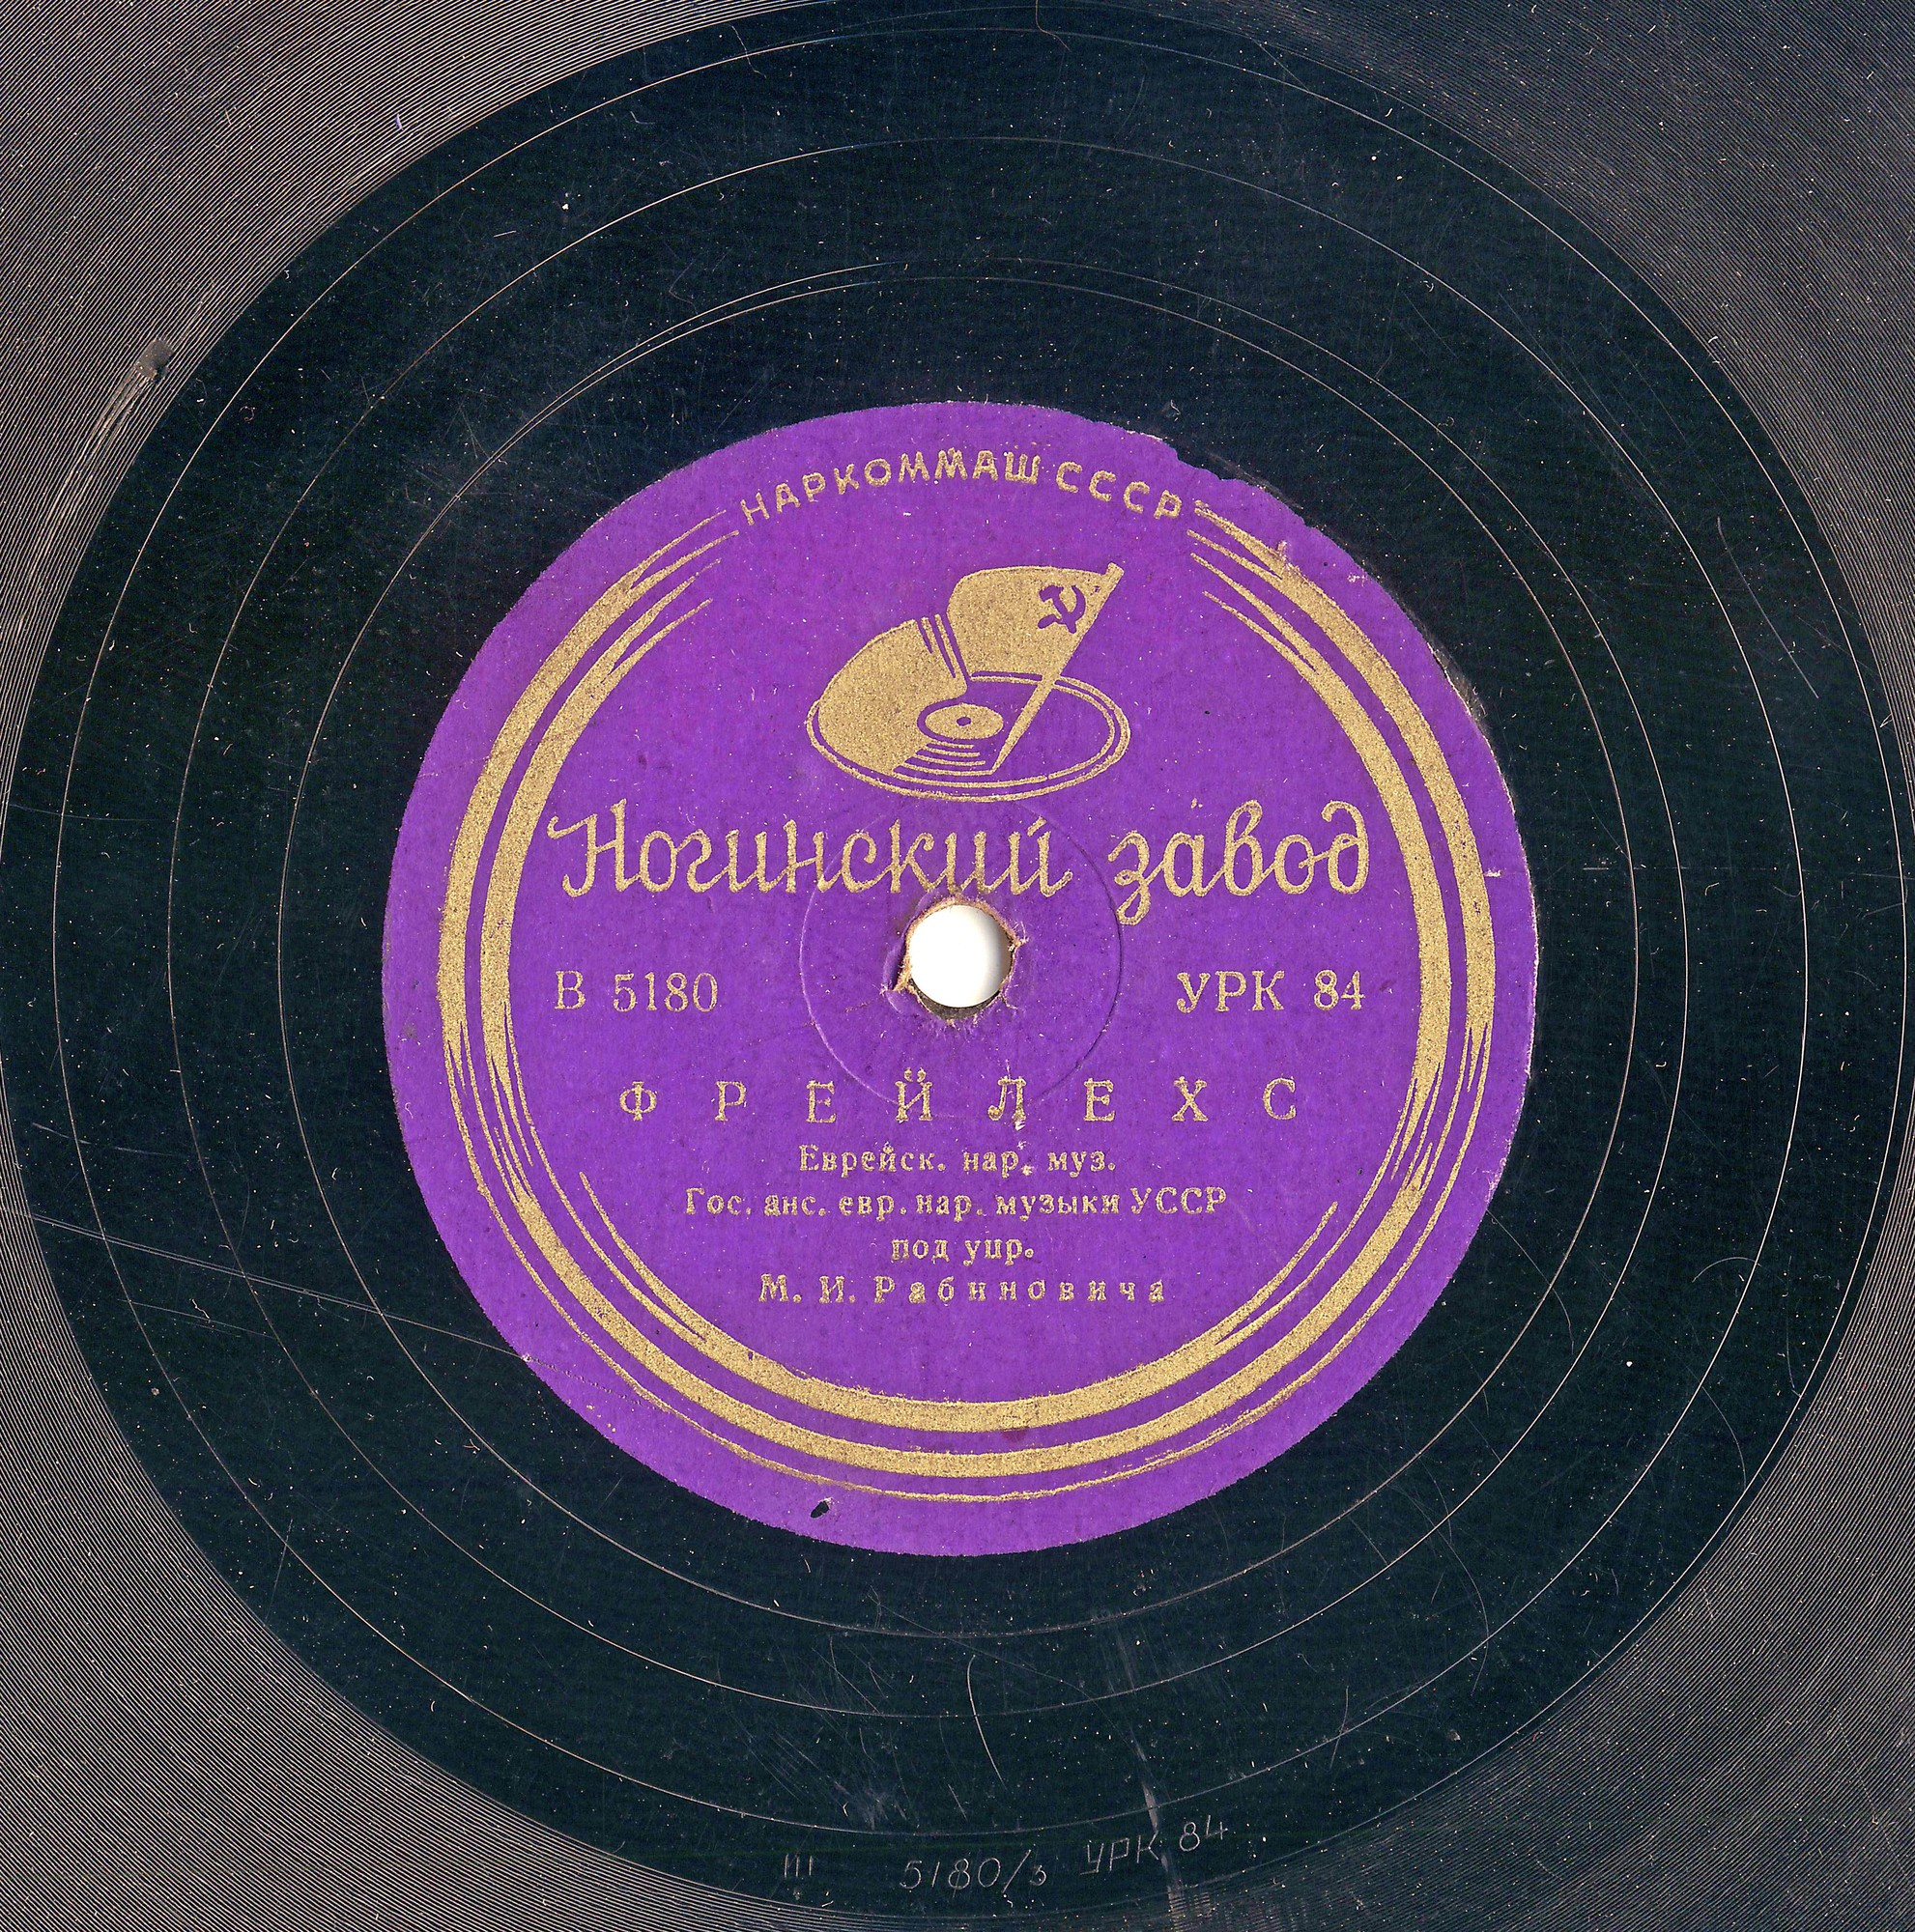 НАРКОММАШ СССР
Ногинский завод
В 5180 УРК 84
ФРЕЙЛЕХС
Еврейск. нар. муз.
Гос. анс. евр. нар. музыки УССР
под упр.
М. И. Рабиновича
III 5180/3 УРК 84